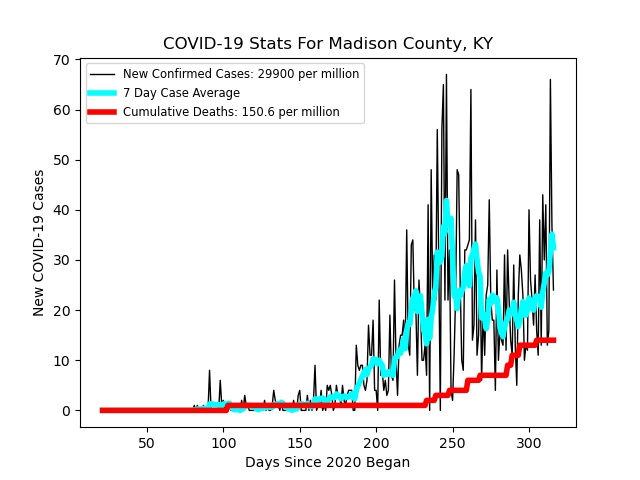 COVID-19 Stats For Madison County, KY
New Confirmed Cases: 29900 per million
7 Day Case Average
Cumulative Deaths: 150.6 per million
New COVID-19 Cases
70
60
50
40
30
20
10
0
50 100 150 200 250 300
Days Since 2020 Began